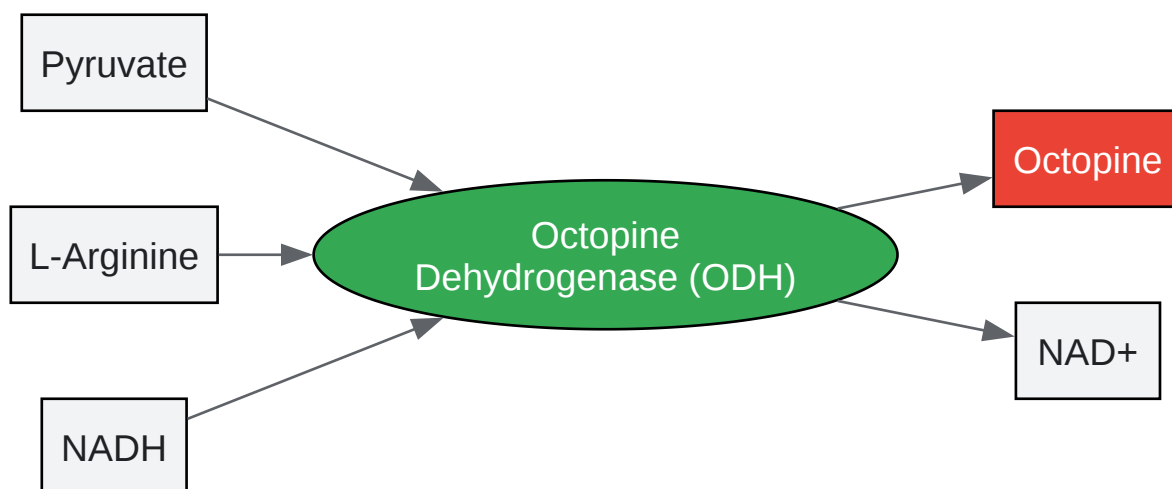 Pyruvate
L-Arginine
NADH
Octopine
Dehydrogenase (ODH)
Octopine
NAD+